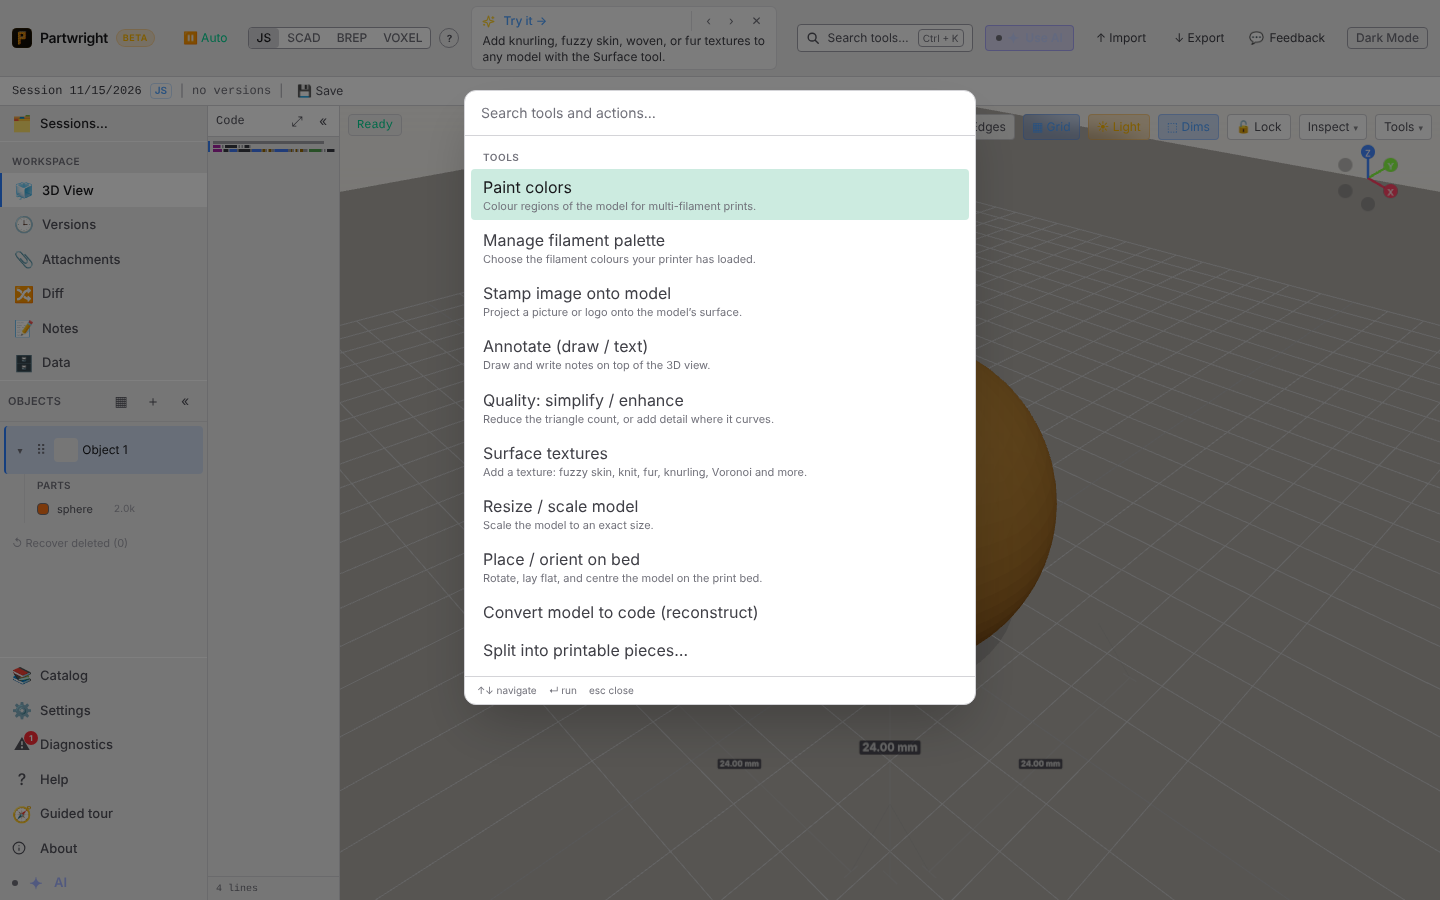 Partwright
BETA
Auto
JS
SCAD
BREP
VOXEL
?
Try it →
Add knurling, fuzzy skin, woven, or fur textures to
any model with the Surface tool.
Search tools...
Ctrl + K
↑ Import
↓ Export
Feedback
Dark Mode
Session 11/15/2026
JS
no versions
Save
Sessions...
WORKSPACE
3D View
Versions
Attachments
Diff
Notes
Data
OBJECTS
Object 1
PARTS
sphere
2.0k
Recover deleted (0)
Catalog
Settings
Diagnostics
1
Help
Guided tour
About
AI
Code
4 lines
Ready
Grid
Light
Dims
Lock
Inspect
Tools
Z
Y
X
Search tools and actions...
TOOLS
Paint colors
Colour regions of the model for multi-filament prints.
Manage filament palette
Choose the filament colours your printer has loaded.
Stamp image onto model
Project a picture or logo onto the model's surface.
Annotate (draw / text)
Draw and write notes on top of the 3D view.
Quality: simplify / enhance
Reduce the triangle count, or add detail where it curves.
Surface textures
Add a texture: fuzzy skin, knit, fur, knurling, Voronoi and more.
Resize / scale model
Scale the model to an exact size.
Place / orient on bed
Rotate, lay flat, and centre the model on the print bed.
Convert model to code (reconstruct)
Split into printable pieces...
↑↓ navigate
↵ run
esc close
24.00 mm
24.00 mm
24.00 mm